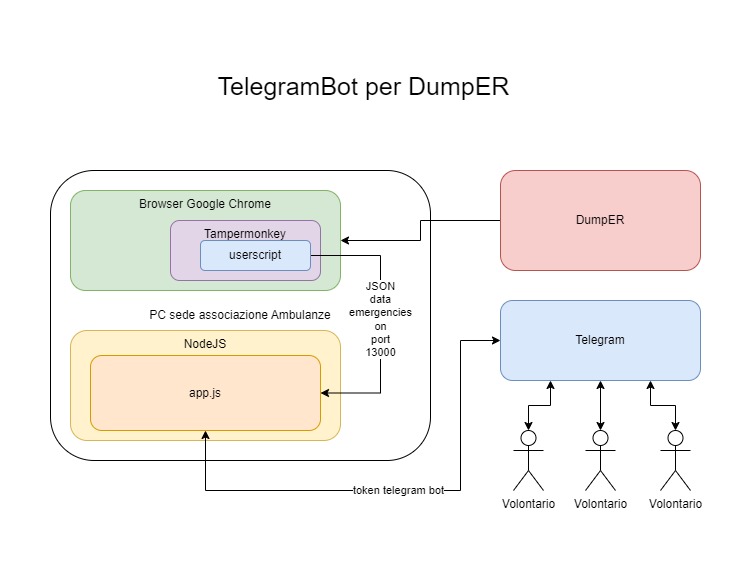 TelegramBot per DumpER
Browser Google Chrome
Tampermonkey
userscript
DumpER
JSON
data
emergencies
on
port
13000
PC sede associazione Ambulanze
NodeJS
app.js
Telegram
token telegram bot
Volontario
Volontario
Volontario